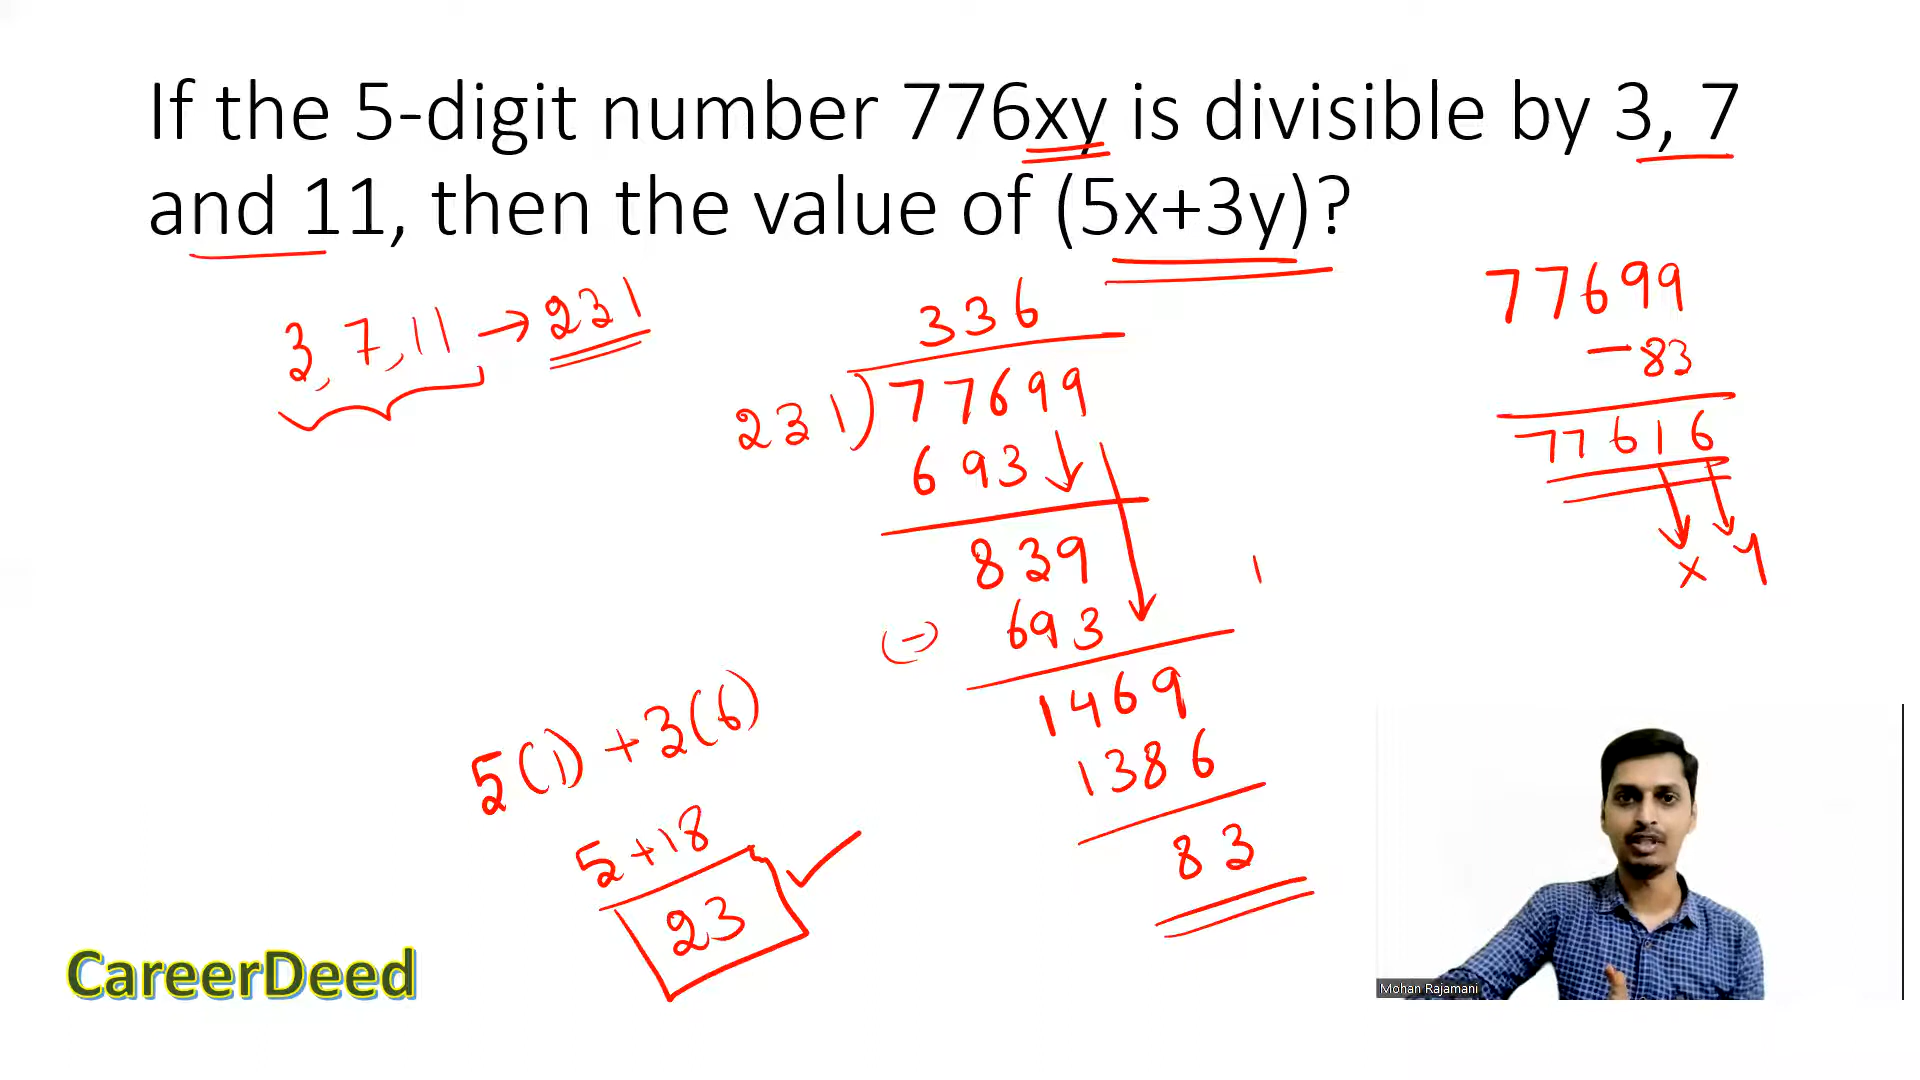 If the 5-digit number 776xy is divisible by 3, 7
and 11, then the value of (5x+3y)?
3, 7, 11 → 231
336
231)77699
693
839
(-) 693
1469
1386
83
77699
-83
77616
x y
5(1)+3(6)
5+18
23
CareerDeed
Mohan Rajamani